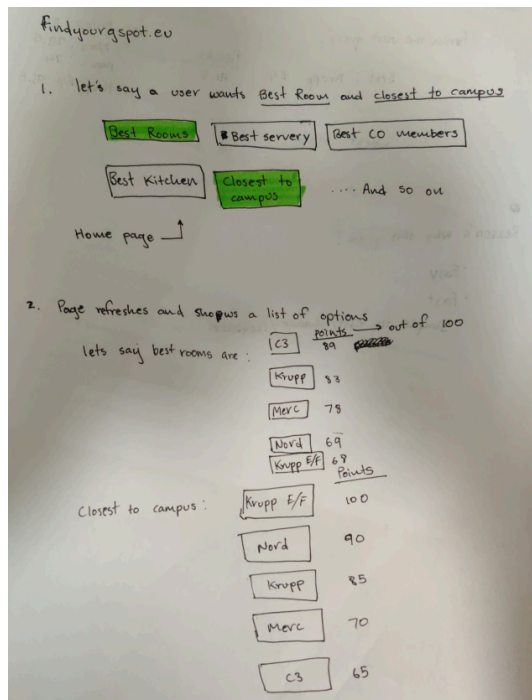 findyourgspot.eu
1. let's say a user wants Best Room and closest to campus
Best Rooms Best servery Best CO members
Best Kitchen Closest to campus .... And so on
Home page
2. Page refreshes and shows a list of options
points → out of 100
lets say best rooms are : C3 89
Krupp 83
Merc 78
Nord 69
Krupp E/F 68
Points
Closest to campus : Krupp E/F 100
Nord 90
Krupp 85
Merc 70
C3 65